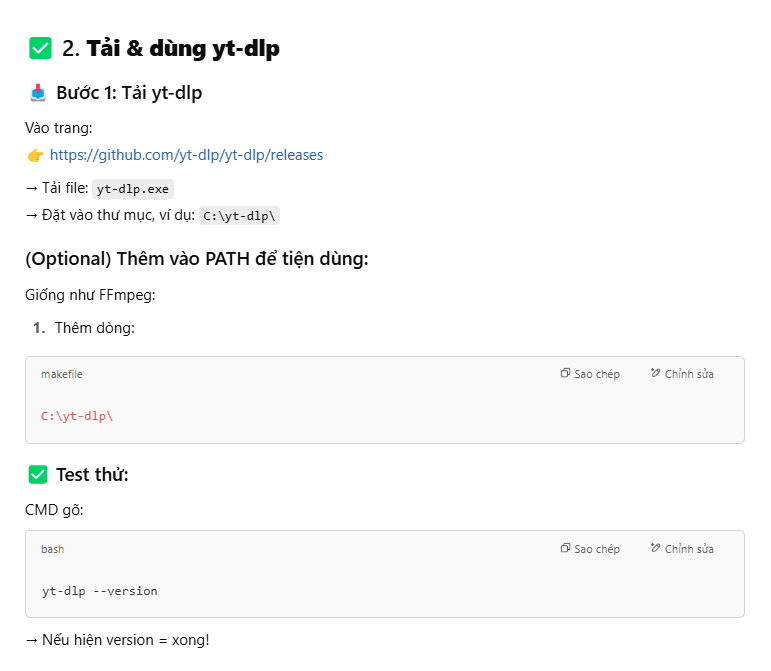 ✅ 2. Tải & dùng yt-dlp
📥 Bước 1: Tải yt-dlp
Vào trang:
👉 https://github.com/yt-dlp/yt-dlp/releases
→ Tải file: yt-dlp.exe
→ Đặt vào thư mục, ví dụ: C:\yt-dlp\
(Optional) Thêm vào PATH để tiện dùng:
Giống như FFmpeg:
1. Thêm dòng:
makefile Sao chép Chỉnh sửa
C:\yt-dlp\
✅ Test thử:
CMD gõ:
bash Sao chép Chỉnh sửa
yt-dlp --version
→ Nếu hiện version = xong!